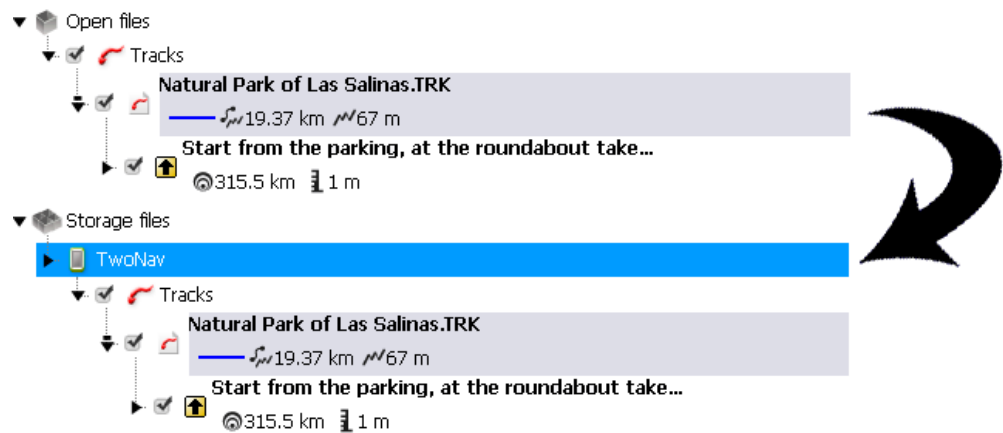 Open files
Tracks
Natural Park of Las Salinas.TRK
19.37 km 67 m
Start from the parking, at the roundabout take...
315.5 km 1 m
Storage files
TwoNav
Tracks
Natural Park of Las Salinas.TRK
19.37 km 67 m
Start from the parking, at the roundabout take...
315.5 km 1 m